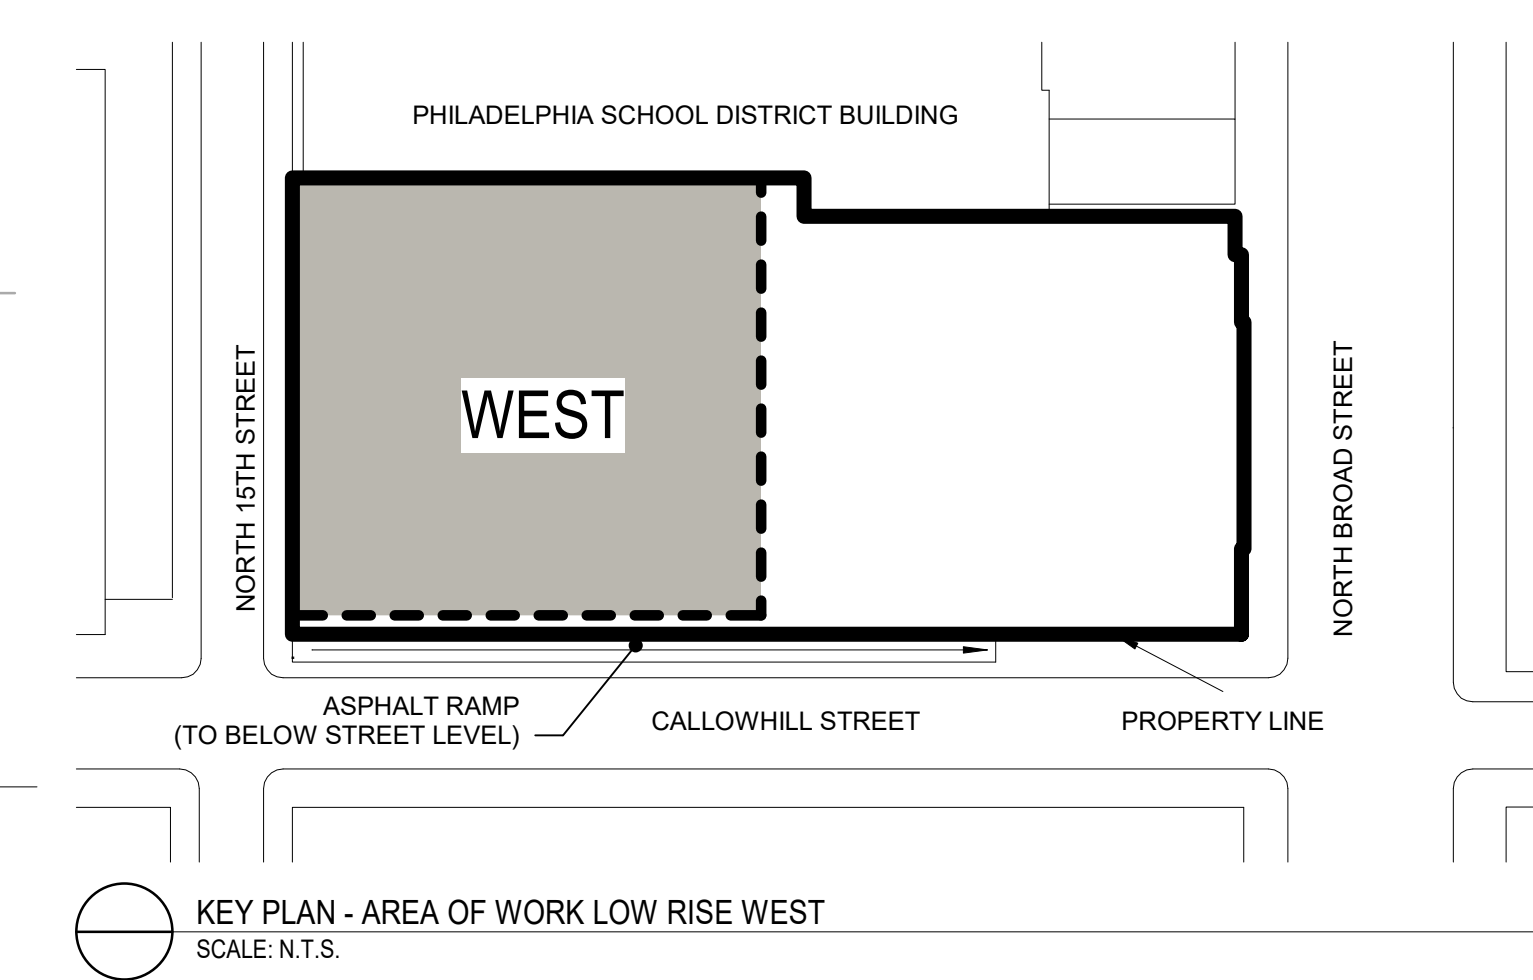 PHILADELPHIA SCHOOL DISTRICT BUILDING
NORTH 15TH STREET
WEST
NORTH BROAD STREET
ASPHALT RAMP
(TO BELOW STREET LEVEL)
CALLOWHILL STREET
PROPERTY LINE
KEY PLAN - AREA OF WORK LOW RISE WEST
SCALE: N.T.S.